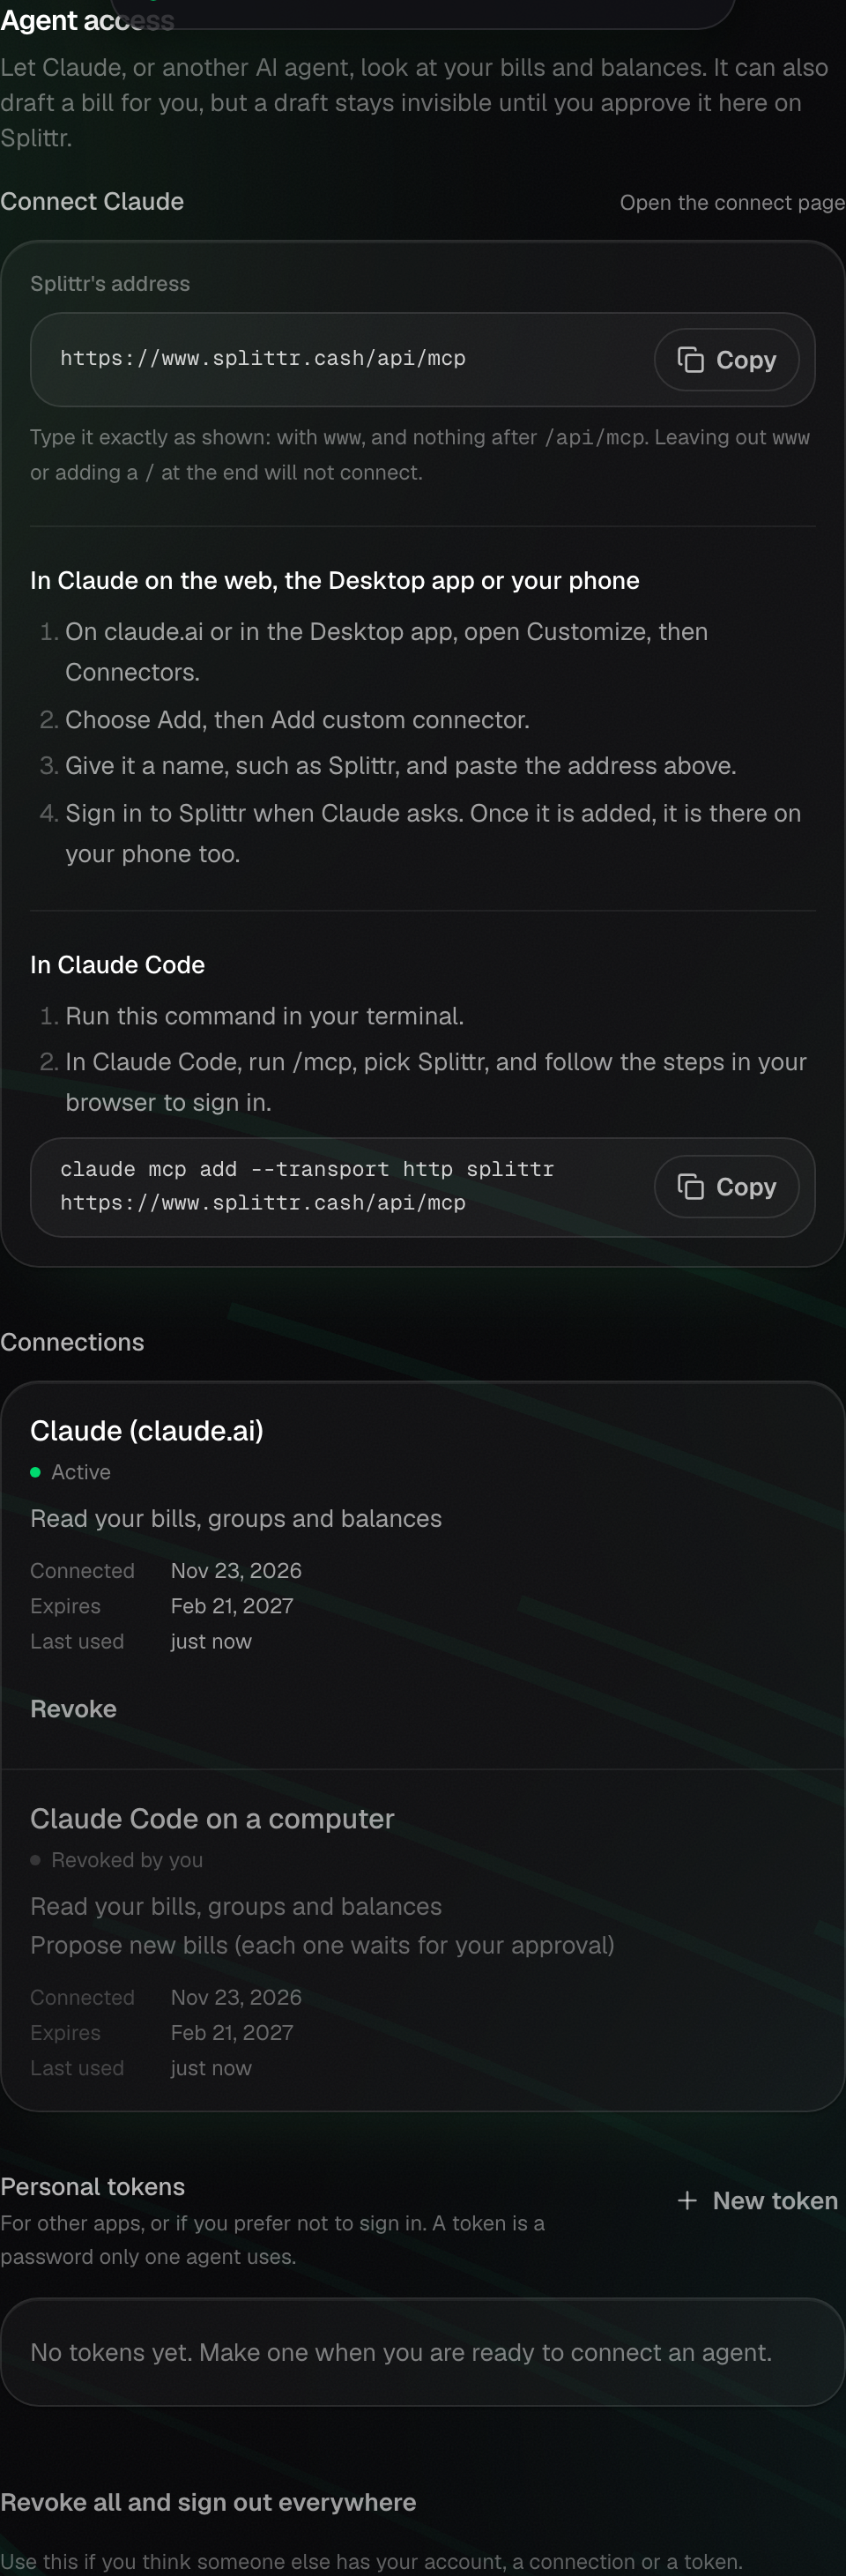 Agent access
Let Claude, or another AI agent, look at your bills and balances. It can also
draft a bill for you, but a draft stays invisible until you approve it here on
Splittr.
Connect Claude
Open the connect page
Splittr's address
https://www.splittr.cash/api/mcp
Copy
Type it exactly as shown: with www, and nothing after /api/mcp. Leaving out www
or adding a / at the end will not connect.
In Claude on the web, the Desktop app or your phone
1. On claude.ai or in the Desktop app, open Customize, then
Connectors.
2. Choose Add, then Add custom connector.
3. Give it a name, such as Splittr, and paste the address above.
4. Sign in to Splittr when Claude asks. Once it is added, it is there on
your phone too.
In Claude Code
1. Run this command in your terminal.
2. In Claude Code, run /mcp, pick Splittr, and follow the steps in your
browser to sign in.
claude mcp add --transport http splittr
https://www.splittr.cash/api/mcp
Copy
Connections
Claude (claude.ai)
Active
Read your bills, groups and balances
Connected Nov 23, 2026
Expires Feb 21, 2027
Last used just now
Revoke
Claude Code on a computer
Revoked by you
Read your bills, groups and balances
Propose new bills (each one waits for your approval)
Connected Nov 23, 2026
Expires Feb 21, 2027
Last used just now
Personal tokens
New token
For other apps, or if you prefer not to sign in. A token is a
password only one agent uses.
No tokens yet. Make one when you are ready to connect an agent.
Revoke all and sign out everywhere
Use this if you think someone else has your account, a connection or a token.